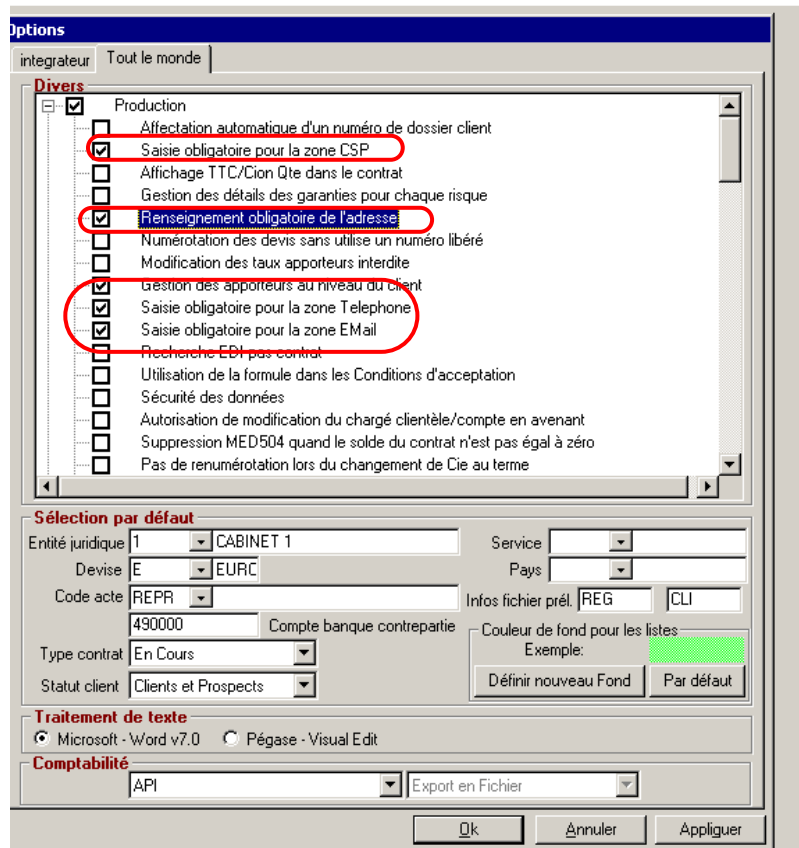 Options
integrateur Tout le monde
Divers
Production
Affectation automatique d'un numéro de dossier client
Saisie obligatoire pour la zone CSP
Affichage TTC/Cion Qte dans le contrat
Gestion des détails des garanties pour chaque risque
Renseignement obligatoire de l'adresse
Numérotation des devis sans utilise un numéro libéré
Modification des taux apporteurs interdite
Gestion des apporteurs au niveau du client
Saisie obligatoire pour la zone Telephone
Saisie obligatoire pour la zone EMail
Recherche EDI pas contrat
Utilisation de la formule dans les Conditions d'acceptation
Sécurité des données
Autorisation de modification du chargé clientèle/compte en avenant
Suppression MED504 quand le solde du contrat n'est pas égal à zéro
Pas de renumérotation lors du changement de Cie au terme
Sélection par défaut
Entité juridique 1 CABINET 1 Service
Devise E EURO Pays
Code acte REPR Infos fichier prél. REG CLI
490000 Compte banque contrepartie Couleur de fond pour les listes
Type contrat En Cours Exemple:
Statut client Clients et Prospects Définir nouveau Fond Par défaut
Traitement de texte
Microsoft - Word v7.0 Pégase - Visual Edit
Comptabilité
API Export en Fichier
Ok Annuler Appliguer